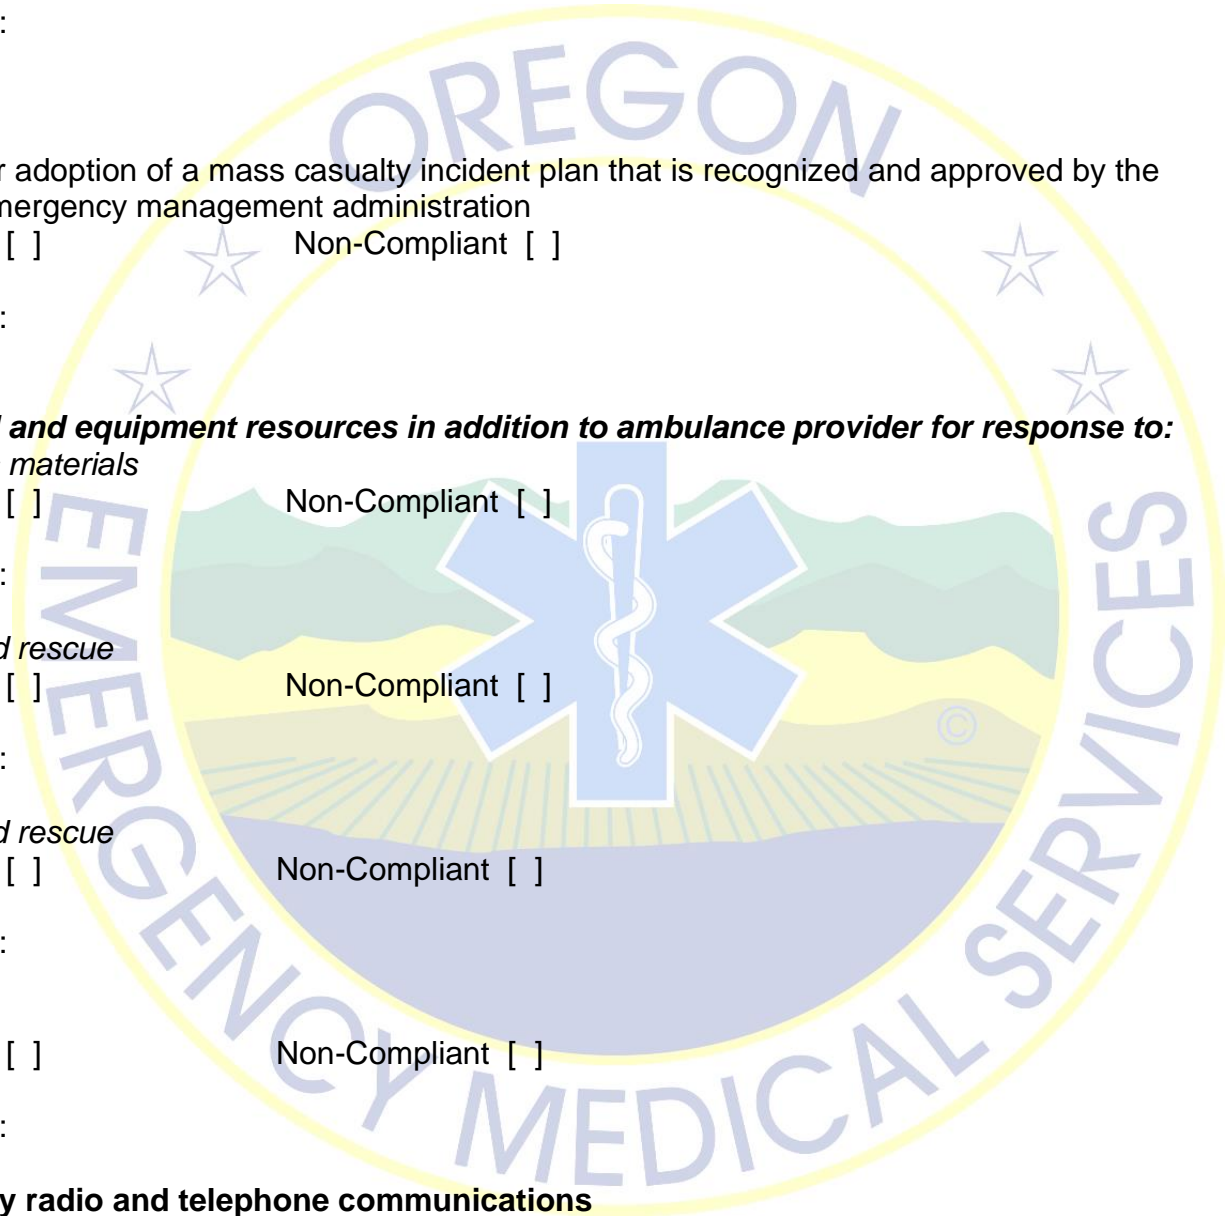 :
r adoption of a mass casualty incident plan that is recognized and approved by the
mergency management administration
[ ] Non-Compliant [ ]
:
and equipment resources in addition to ambulance provider for response to:
materials
[ ] Non-Compliant [ ]
:
d rescue
[ ] Non-Compliant [ ]
:
d rescue
[ ] Non-Compliant [ ]
:
[ ] Non-Compliant [ ]
:
y radio and telephone communications
OREGON
EMERGENCY MEDICAL SERVICES
©